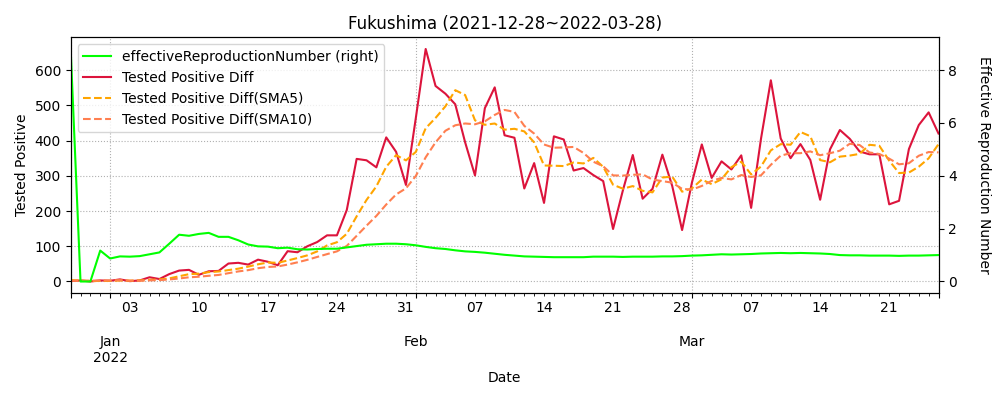 Fukushima (2021-12-28~2022-03-28)
effectiveReproductionNumber (right)
Tested Positive Diff
Tested Positive Diff(SMA5)
Tested Positive Diff(SMA10)
Tested Positive
600
500
400
300
200
100
0
8
6
4
2
0
Effective Reproduction Number
03 10 17 24 31 07 14 21 28 07 14 21
Jan Feb Mar
2022
Date